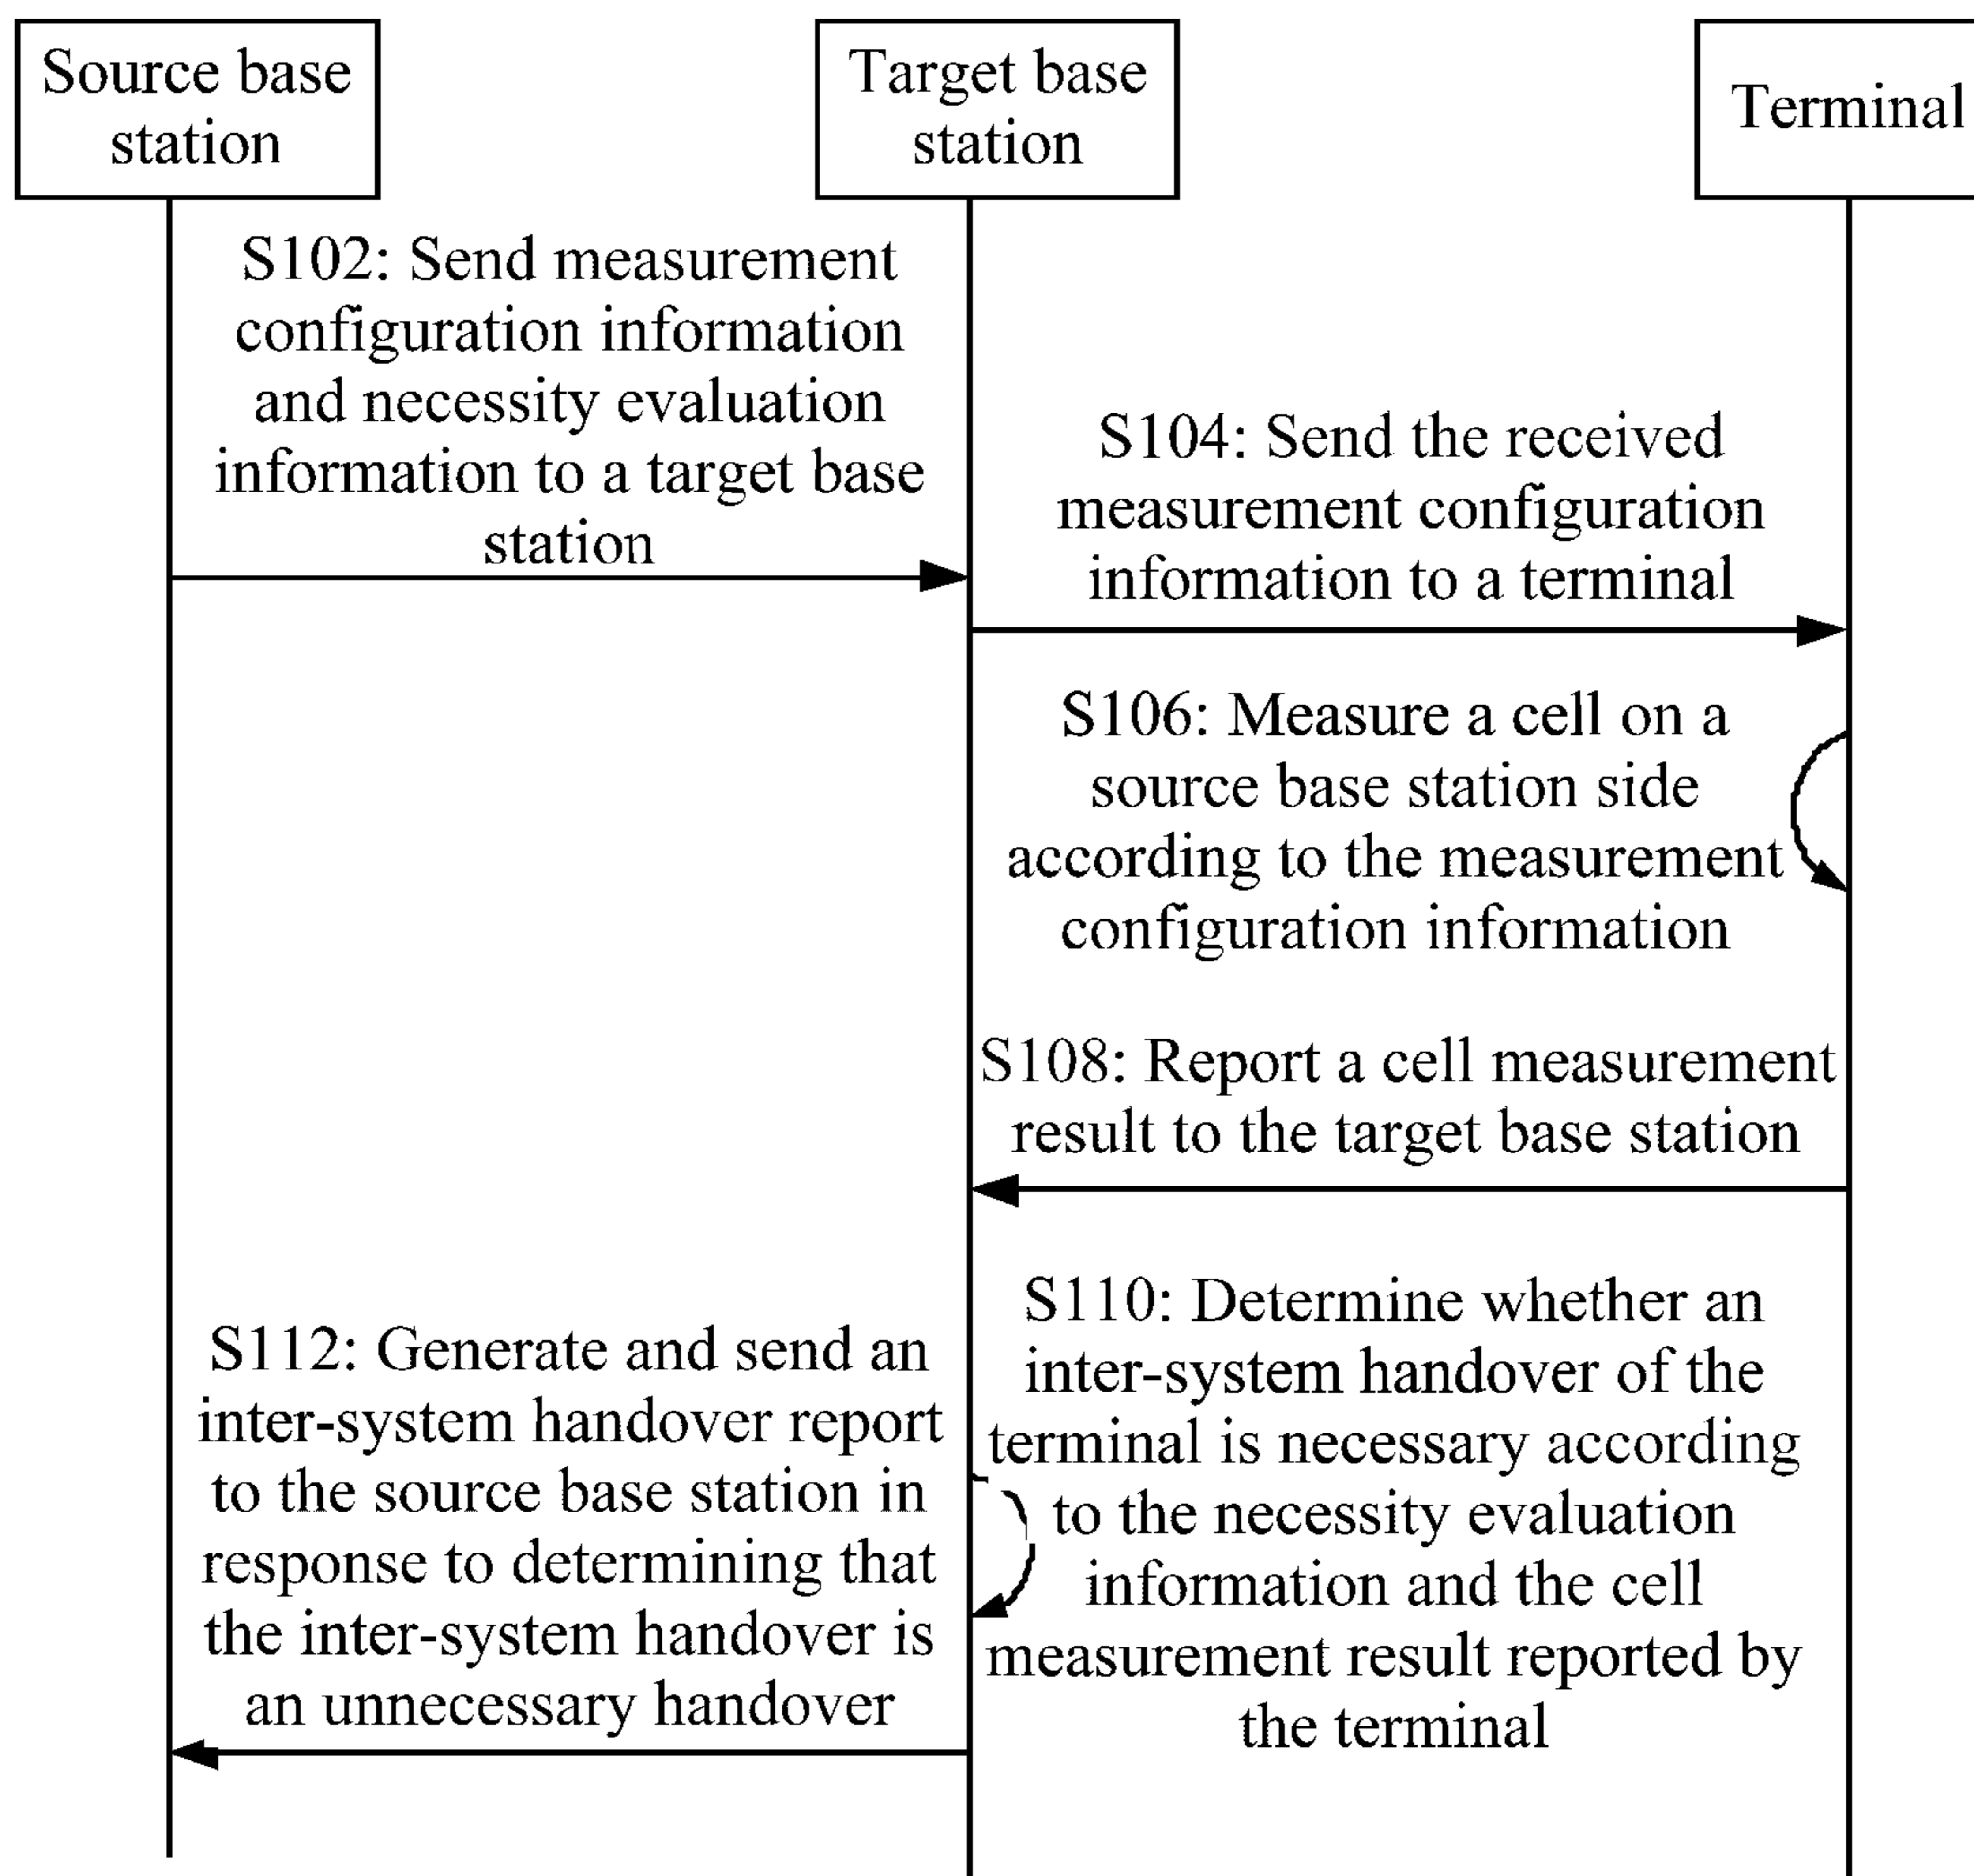 Source base
station
Target base
station
Terminal
S102: Send measurement
configuration information
and necessity evaluation
information to a target base
station
S104: Send the received
measurement configuration
information to a terminal
S106: Measure a cell on a
source base station side
according to the measurement
configuration information
S108: Report a cell measurement
result to the target base station
S110: Determine whether an
inter-system handover of the
terminal is necessary according
to the necessity evaluation
information and the cell
measurement result reported by
the terminal
S112: Generate and send an
inter-system handover report
to the source base station in
response to determining that
the inter-system handover is
an unnecessary handover